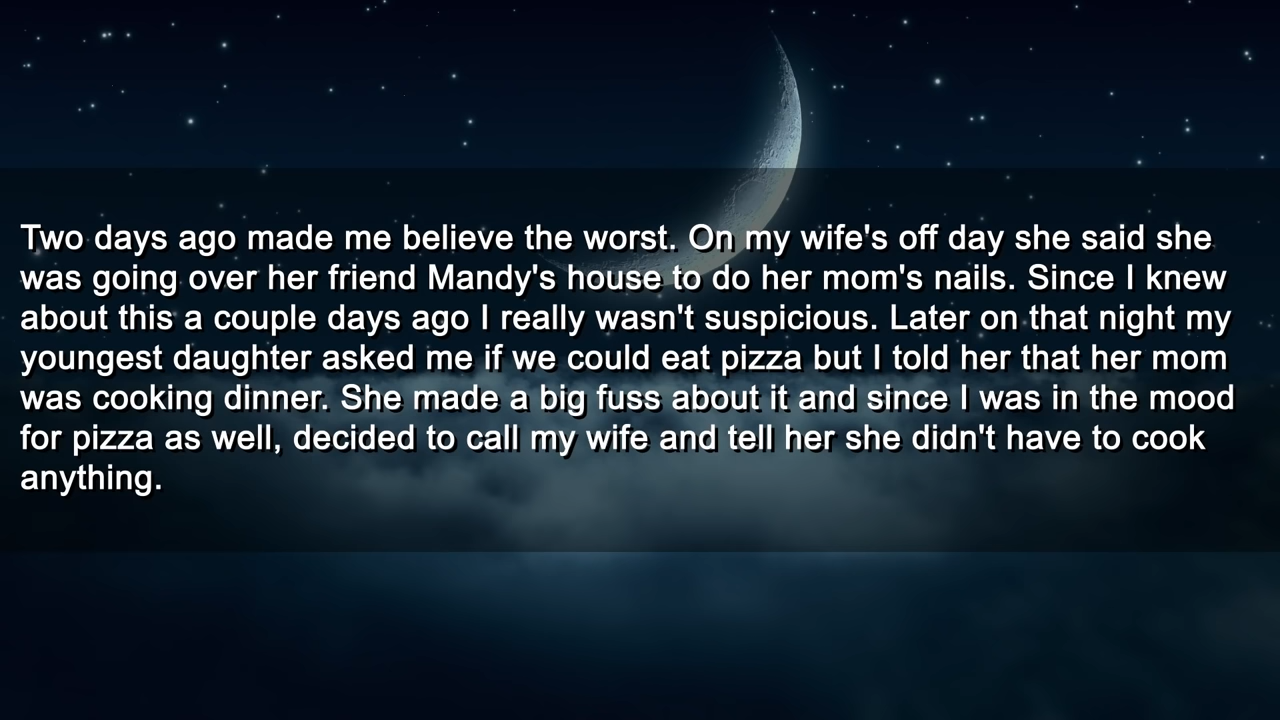 Two days ago made me believe the worst. On my wife's off day she said she
was going over her friend Mandy's house to do her mom's nails. Since I knew
about this a couple days ago I really wasn't suspicious. Later on that night my
youngest daughter asked me if we could eat pizza but I told her that her mom
was cooking dinner. She made a big fuss about it and since I was in the mood
for pizza as well, decided to call my wife and tell her she didn't have to cook
anything.